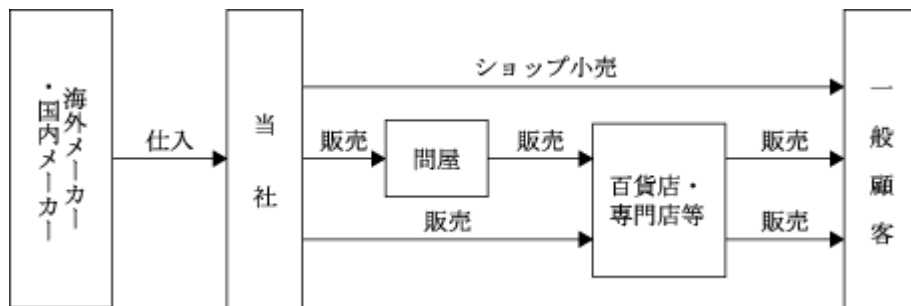 海外メーカー
・国内メーカー
仕入
当社
ショップ小売
販売
問屋
販売
百貨店・
専門店等
販売
販売
販売
一般顧客